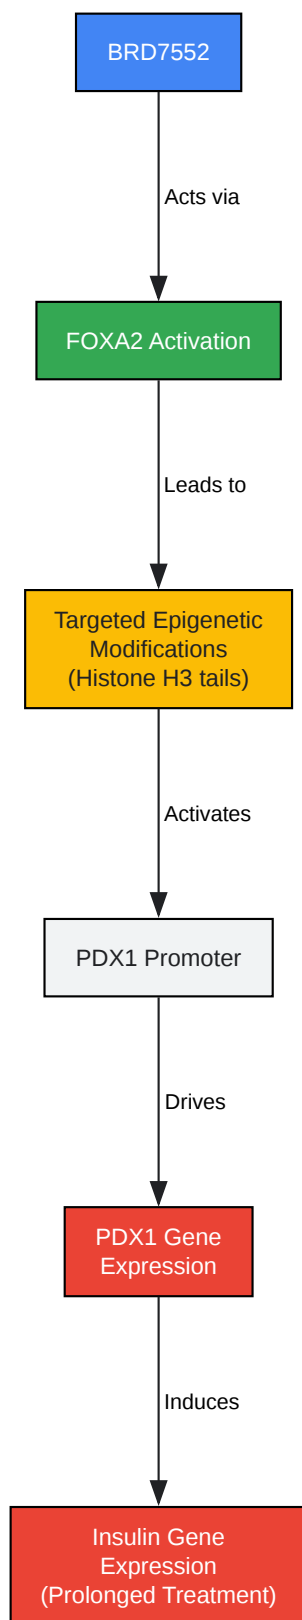 BRD7552
Acts via
FOXA2 Activation
Leads to
Targeted Epigenetic
Modifications
(Histone H3 tails)
Activates
PDX1 Promoter
Drives
PDX1 Gene
Expression
Induces
Insulin Gene
Expression
(Prolonged Treatment)